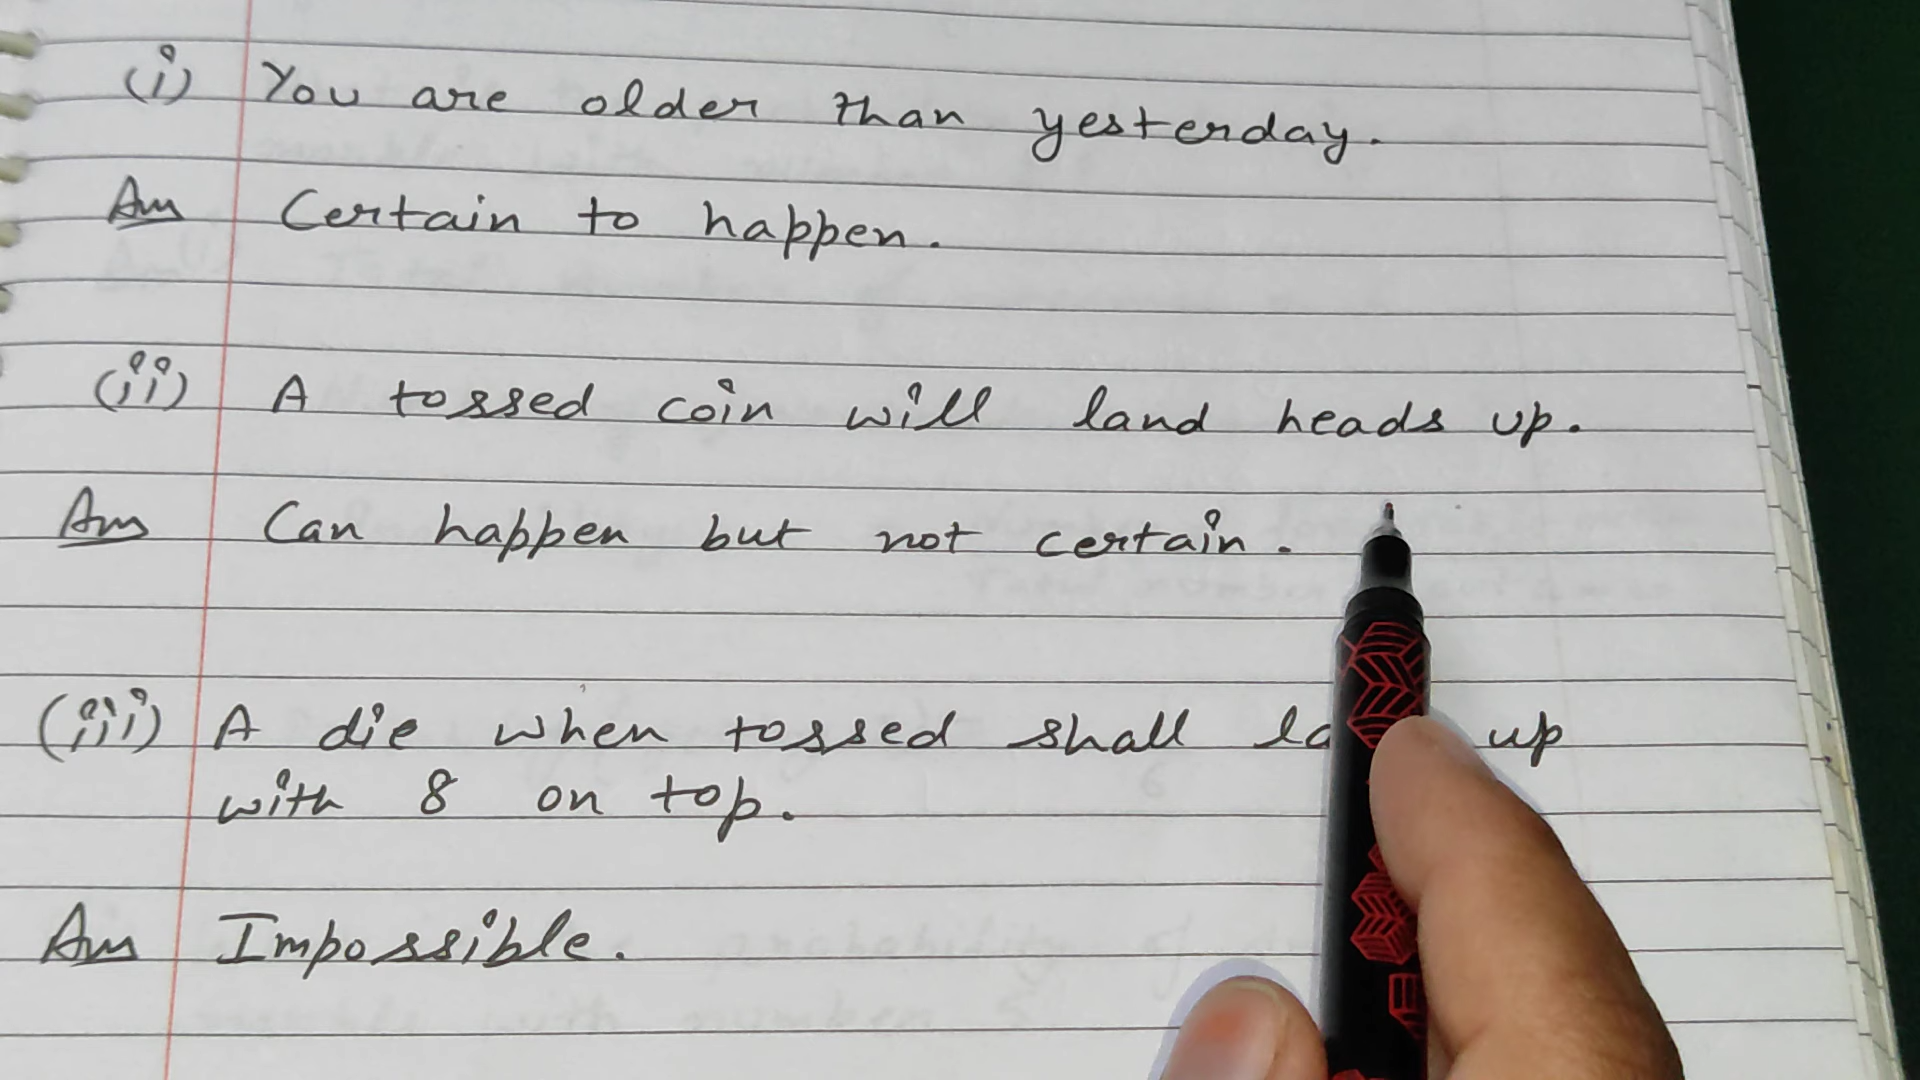 (i) You are older than yesterday.
Ans Certain to happen.
(ii) A tossed coin will land heads up.
Ans Can happen but not certain.
(iii) A die when tossed shall up
with 8 on top.
Ans Impossible.